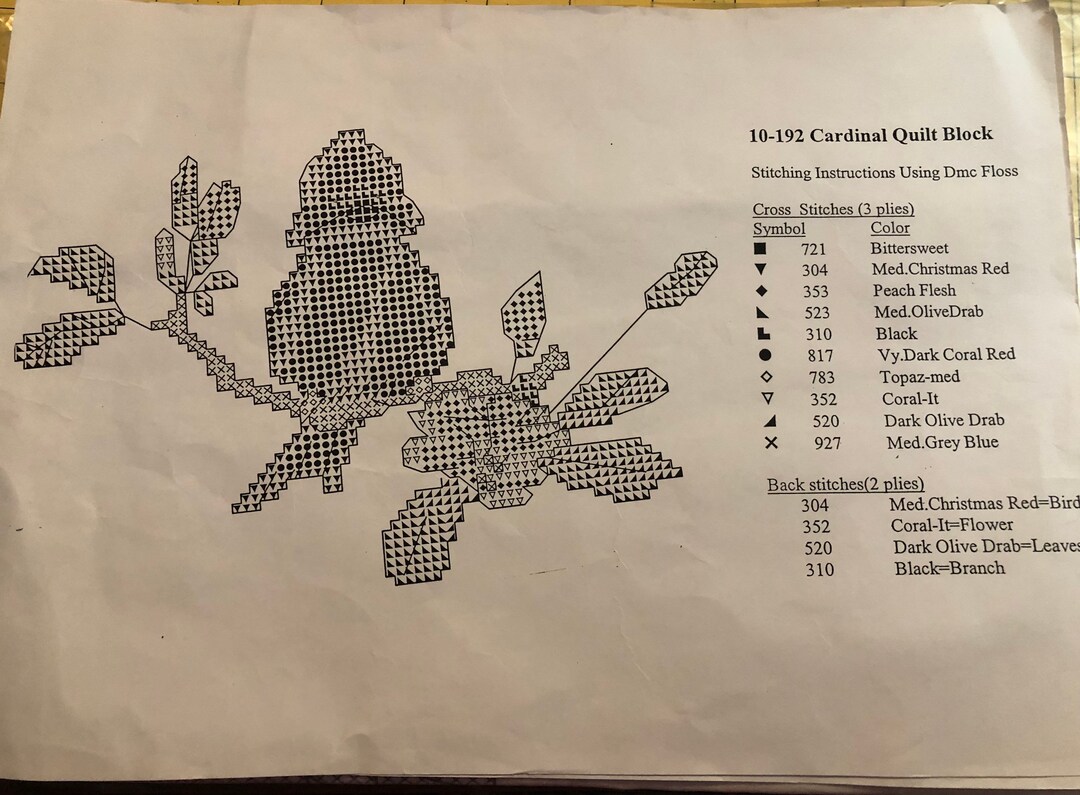 10-192 Cardinal Quilt Block
Stitching Instructions Using Dmc Floss
Cross Stitches (3 plies)
Symbol Color
■ 721 Bittersweet
▼ 304 Med.Christmas Red
◆ 353 Peach Flesh
◣ 523 Med.OliveDrab
▙ 310 Black
● 817 Vy.Dark Coral Red
◇ 783 Topaz-med
▽ 352 Coral-It
◢ 520 Dark Olive Drab
✕ 927 Med.Grey Blue
Back stitches(2 plies)
304 Med.Christmas Red=Bird
352 Coral-It=Flower
520 Dark Olive Drab=Leaves
310 Black=Branch